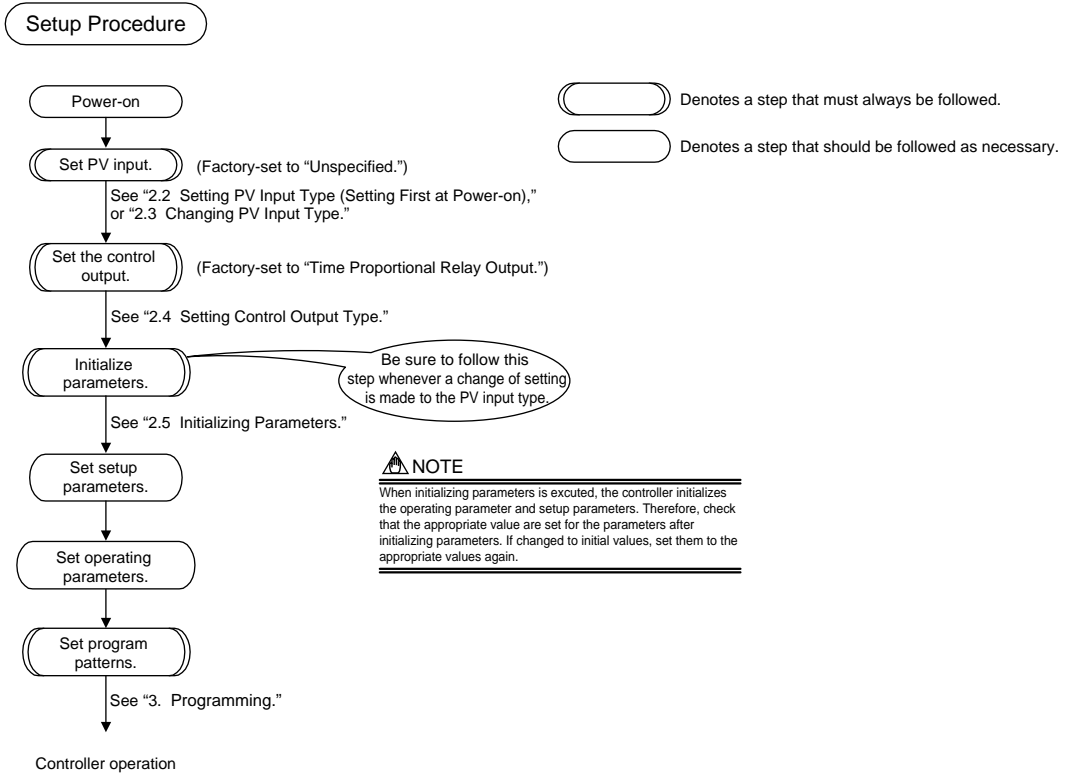 Setup Procedure
Power-on
Denotes a step that must always be followed.
Denotes a step that should be followed as necessary.
Set PV input.
(Factory-set to “Unspecified.”)
See “2.2 Setting PV Input Type (Setting First at Power-on),”
or “2.3 Changing PV Input Type.”
Set the control
output.
(Factory-set to “Time Proportional Relay Output.”)
See “2.4 Setting Control Output Type.”
Initialize
parameters.
Be sure to follow this
step whenever a change of setting
is made to the PV input type.
See “2.5 Initializing Parameters.”
Set setup
parameters.
NOTE
When initializing parameters is excuted, the controller initializes
the operating parameter and setup parameters. Therefore, check
that the appropriate value are set for the parameters after
initializing parameters. If changed to initial values, set them to the
appropriate values again.
Set operating
parameters.
Set program
patterns.
See “3. Programming.”
Controller operation